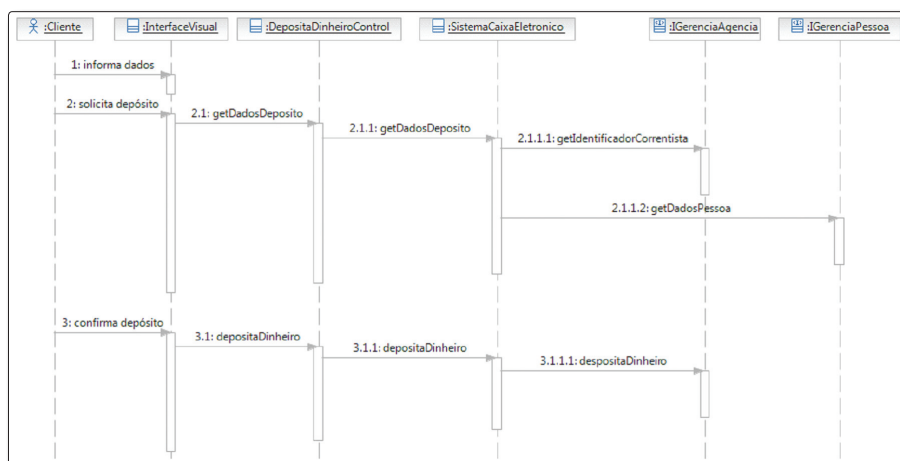 :Cliente
:InterfaceVisual
:DepositaDinheiroControl
:SistemaCaixaEletronico
:IGerenciaAgencia
:IGerenciaPessoa
1: informa dados
2: solicita depósito
2.1: getDadosDeposito
2.1.1: getDadosDeposito
2.1.1.1: getIdentificadorCorrentista
2.1.1.2: getDadosPessoa
3: confirma depósito
3.1: depositaDinheiro
3.1.1: depositaDinheiro
3.1.1.1: despositaDinheiro